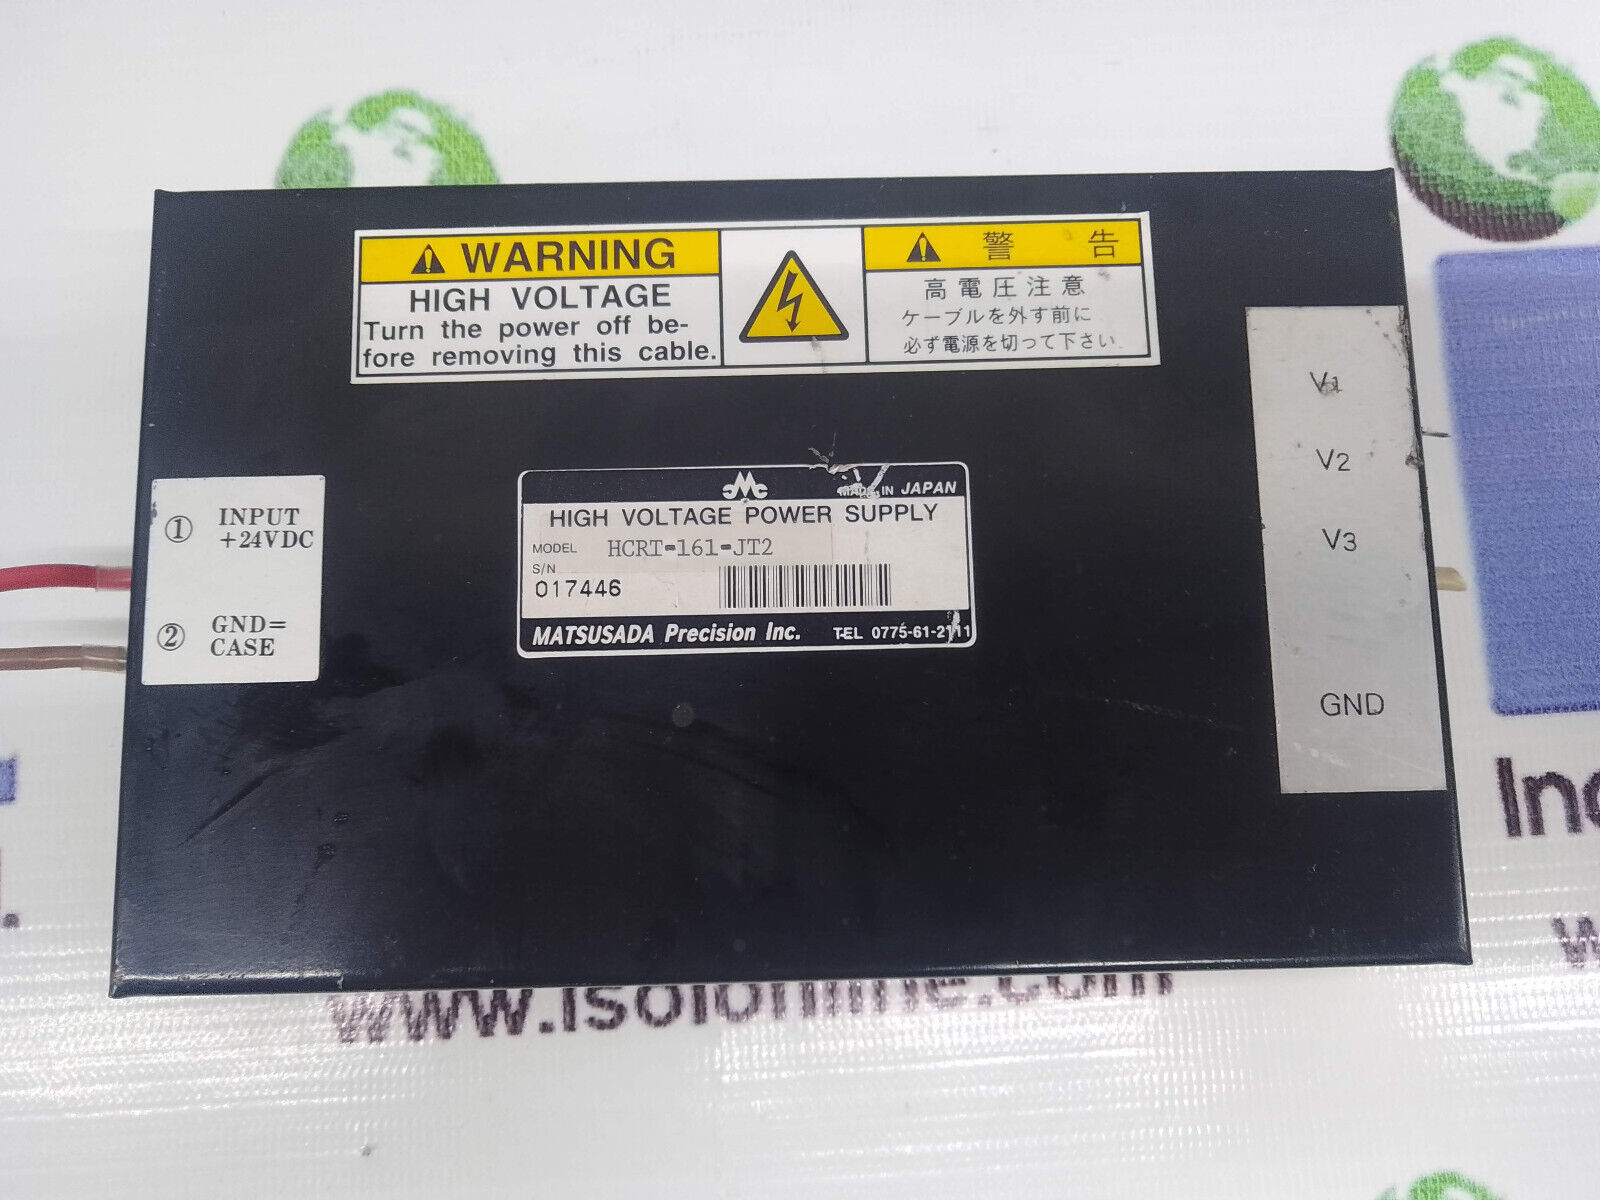 WARNING
HIGH VOLTAGE
Turn the power off be-
fore removing this cable.
警告
高電圧注意
ケーブルを外す前に
必ず電源を切って下さい.
① INPUT
+24VDC
② GND=
CASE
MADE IN JAPAN
HIGH VOLTAGE POWER SUPPLY
MODEL HCRT-161-JT2
S/N
017446
MATSUSADA Precision Inc. TEL 0775-61-2111
V1
V2
V3
GND
www.isolonline.com